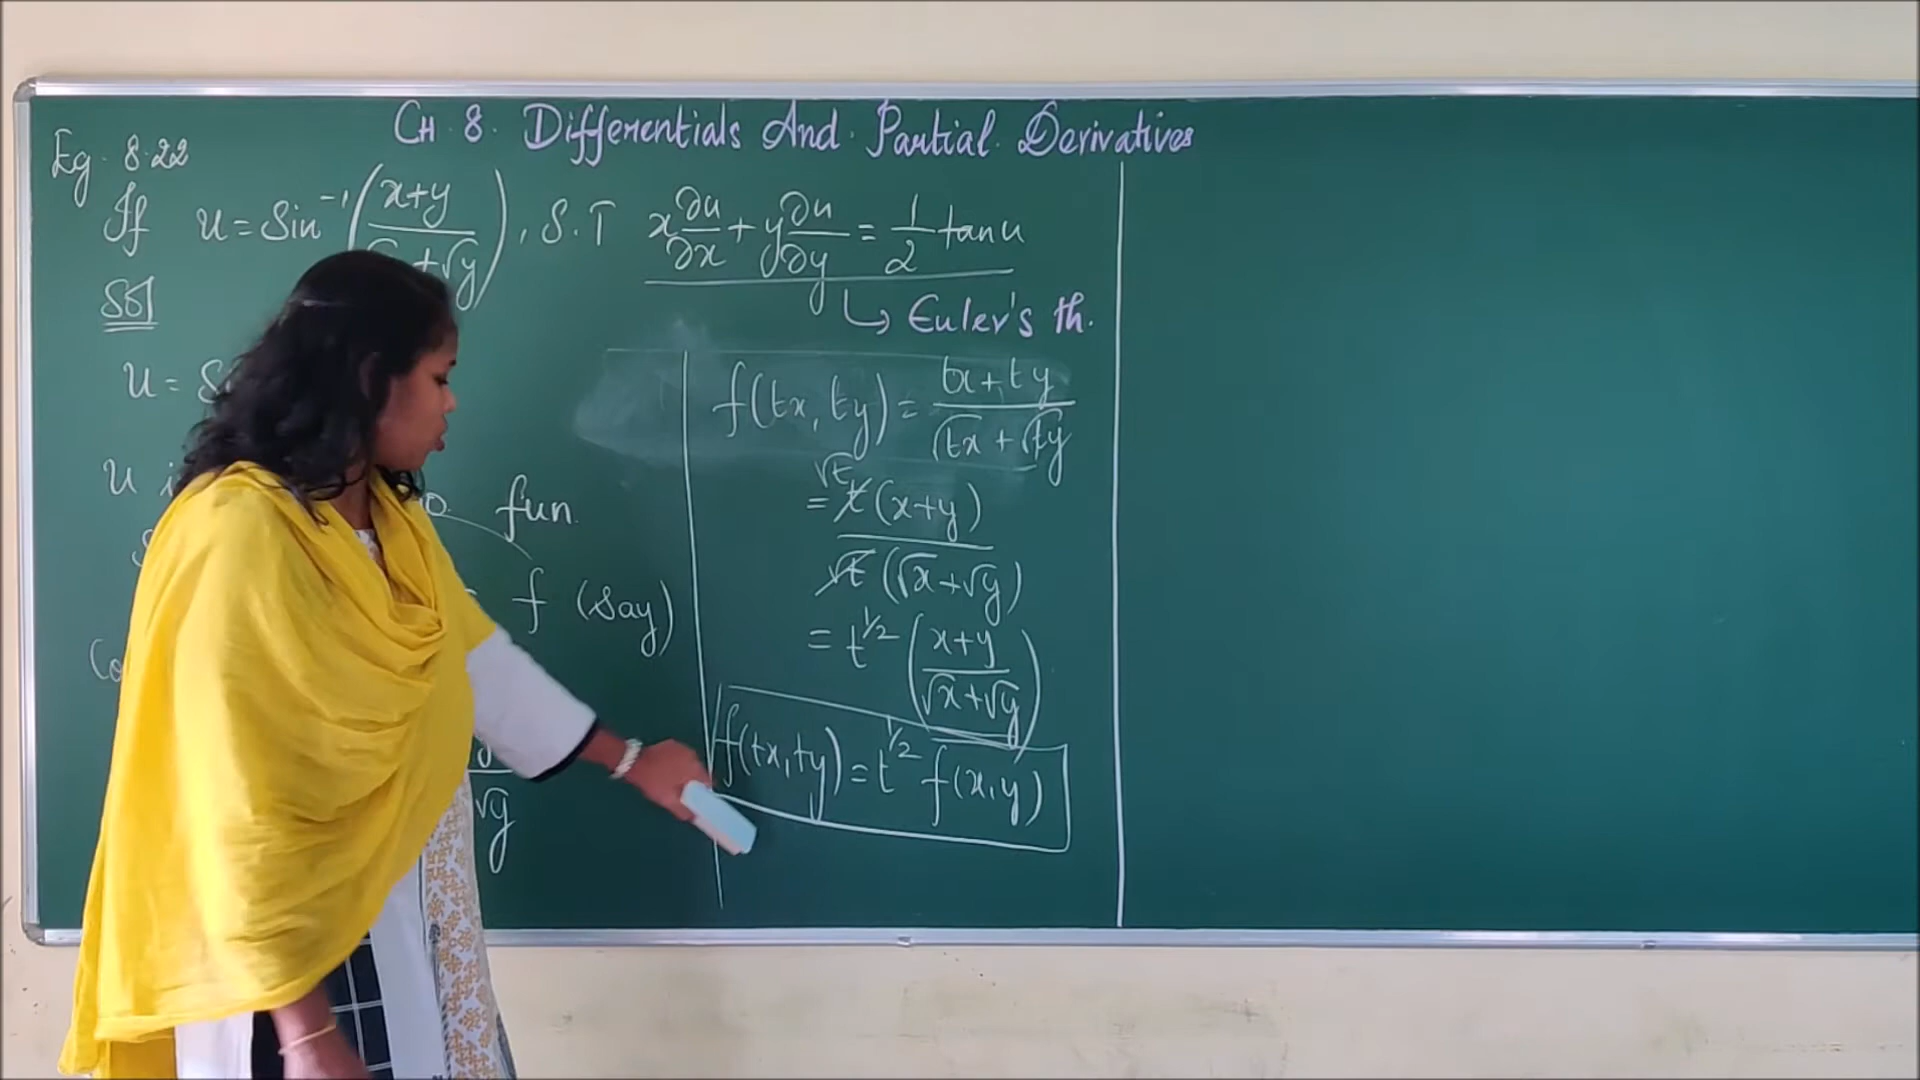 CH 8. Differentials And Partial Derivatives
Eg. 8.22
If u = Sin⁻¹(x+y / +√y), S.T x ∂u/∂x + y ∂u/∂y = 1/2 tan u
↳ Euler's th.
Sol
u = S
u i fun.
f (say)
Co
√y
f(tx, ty) = tx + ty / √tx + √ty
= √t t (x+y) / √t (√x+√y)
= t^1/2 (x+y / √x+√y)
f(tx, ty) = t^1/2 f(x,y)